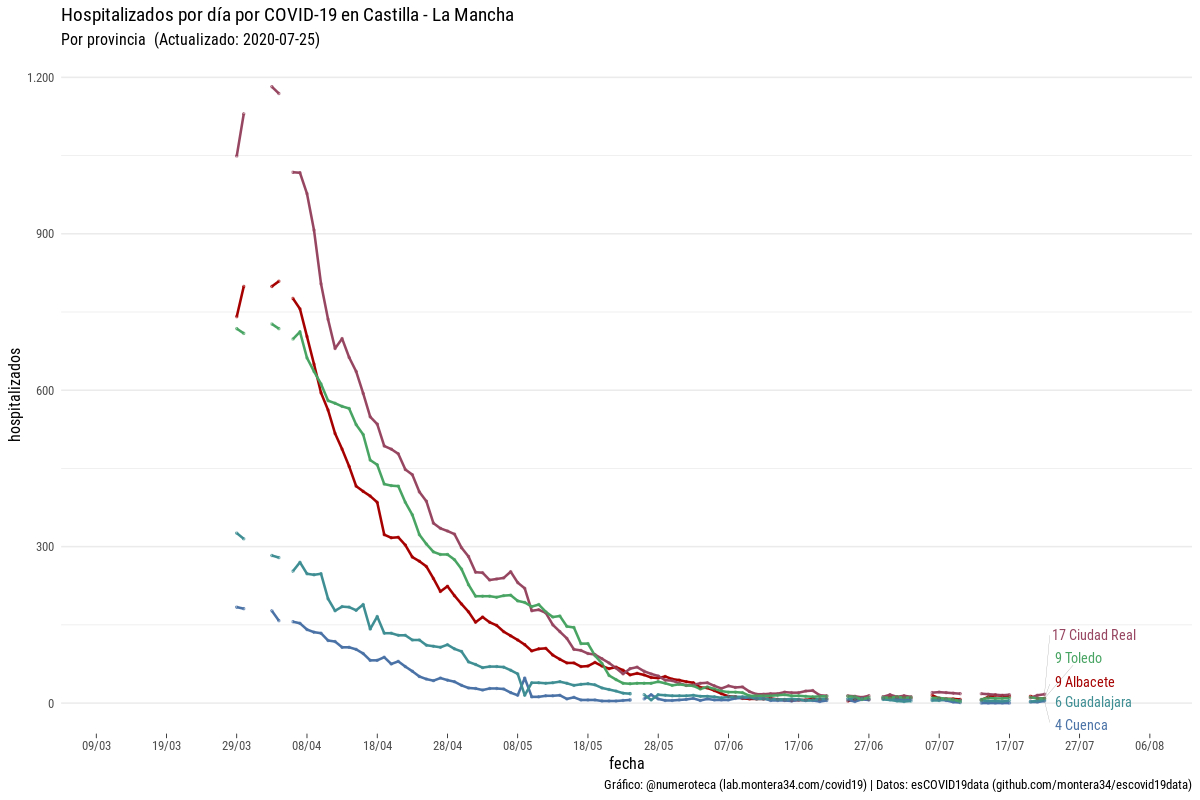 Hospitalizados por día por COVID-19 en Castilla - La Mancha
Por provincia  (Actualizado: 2020-07-25)
hospitalizados
1.200
900
600
300
0
17 Ciudad Real
9 Toledo
9 Albacete
6 Guadalajara
4 Cuenca
09/03 19/03 29/03 08/04 18/04 28/04 08/05 18/05 28/05 07/06 17/06 27/06 07/07 17/07 27/07 06/08
fecha
Gráfico: @numeroteca (lab.montera34.com/covid19) | Datos: esCOVID19data (github.com/montera34/escovid19data)